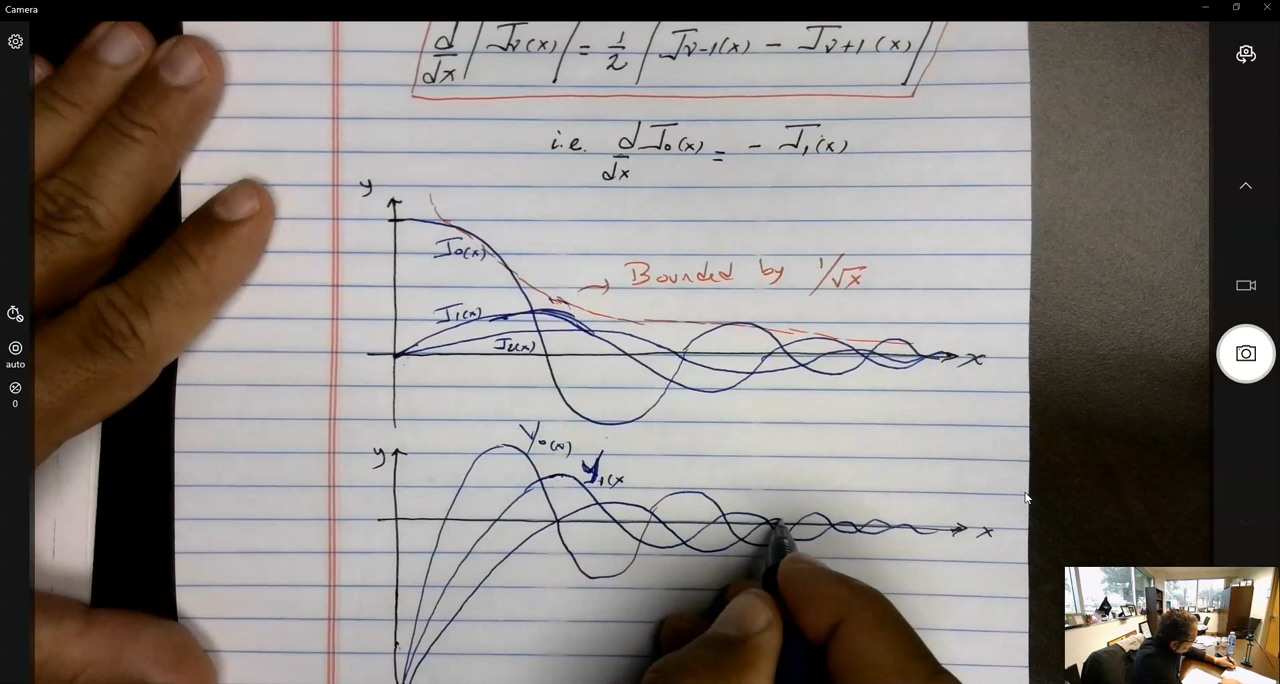 Camera
d/dx [Jν(x)] = 1/2 [Jν-1(x) - Jν+1(x)]
i.e. d/dx J₀(x) = - J₁(x)
y
J₀(x)
→ Bounded by 1/√x
J₁(x)
J₂(x)
x
auto
0
Y₀(x)
y
Y₁(x
x